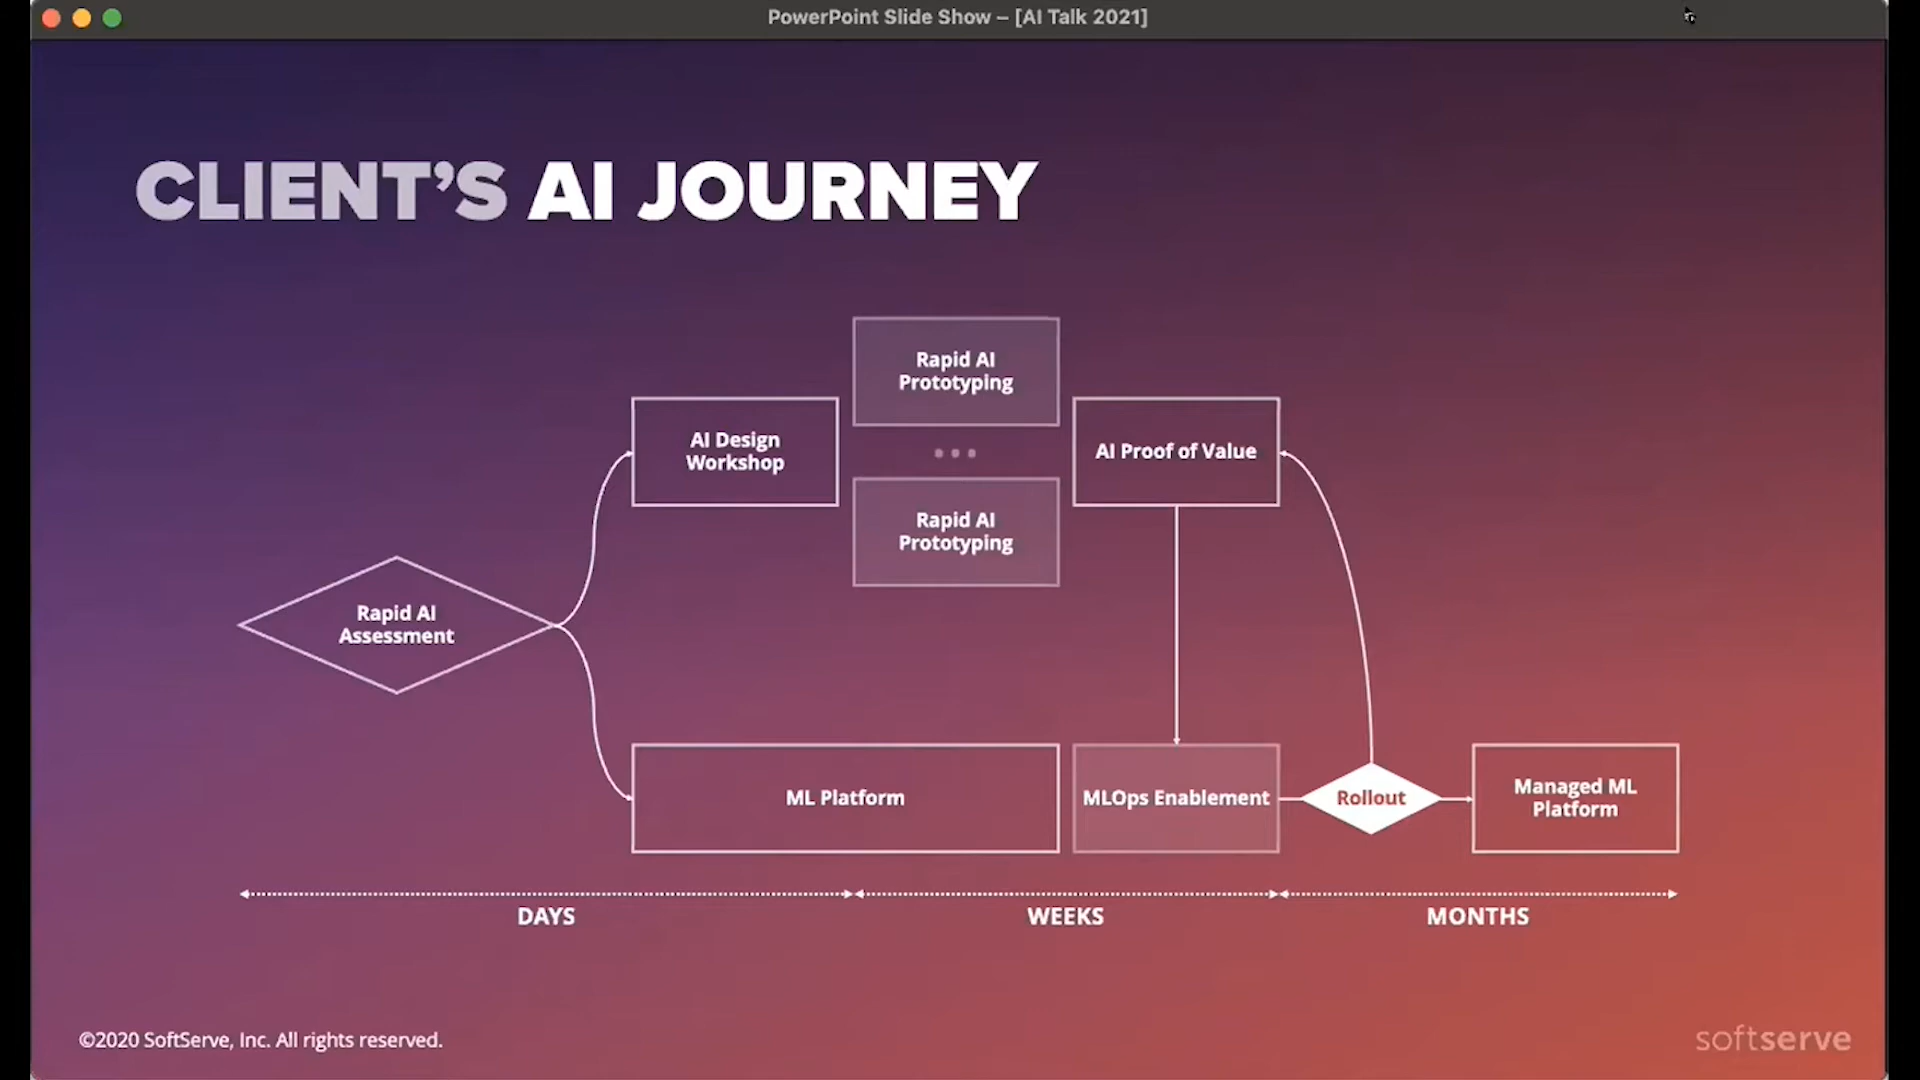 PowerPoint Slide Show – [AI Talk 2021]
CLIENT’S AI JOURNEY
Rapid AI
Prototyping
AI Design
Workshop
AI Proof of Value
Rapid AI
Prototyping
Rapid AI
Assessment
ML Platform
MLOps Enablement
Rollout
Managed ML
Platform
DAYS
WEEKS
MONTHS
©2020 SoftServe, Inc. All rights reserved.
softserve